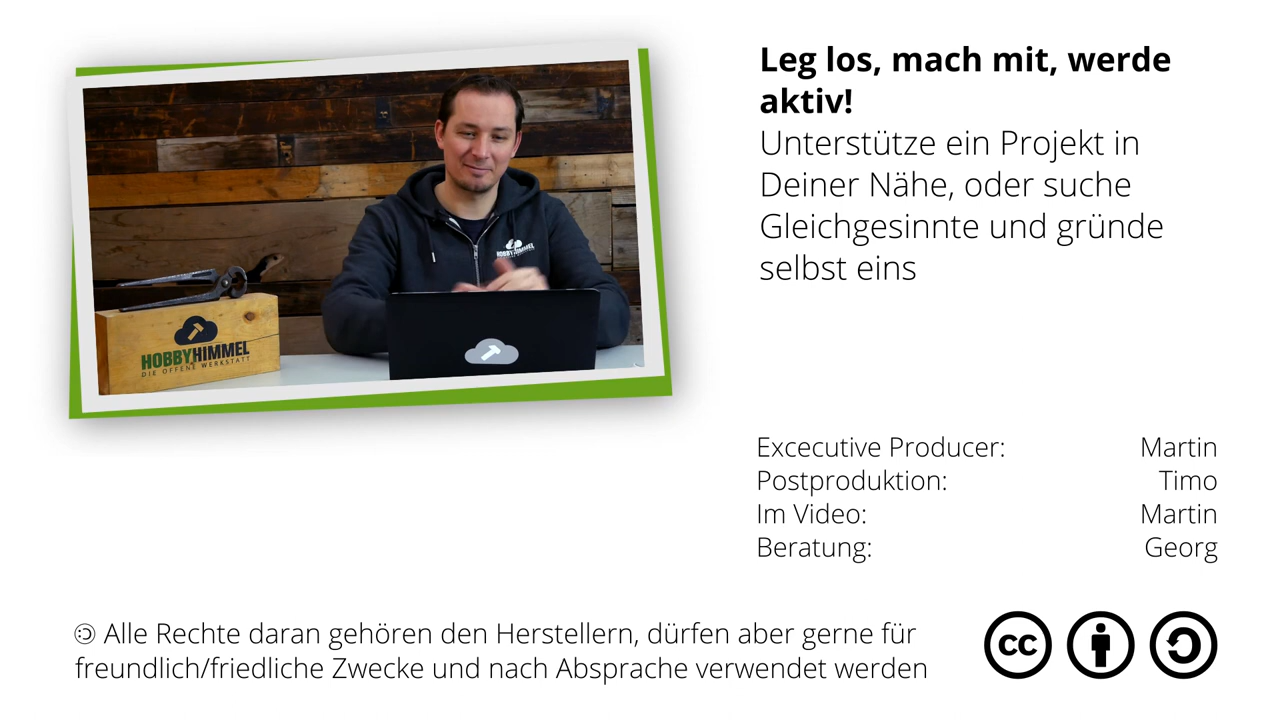 Leg los, mach mit, werde
aktiv!
Unterstütze ein Projekt in
Deiner Nähe, oder suche
Gleichgesinnte und gründe
selbst eins
HOBBYHIMMEL
HOBBYHIMMEL
DIE OFFENE WERKSTATT
Excecutive Producer: Martin
Postproduktion: Timo
Im Video: Martin
Beratung: Georg
Alle Rechte daran gehören den Herstellern, dürfen aber gerne für
freundlich/friedliche Zwecke und nach Absprache verwendet werden
cc